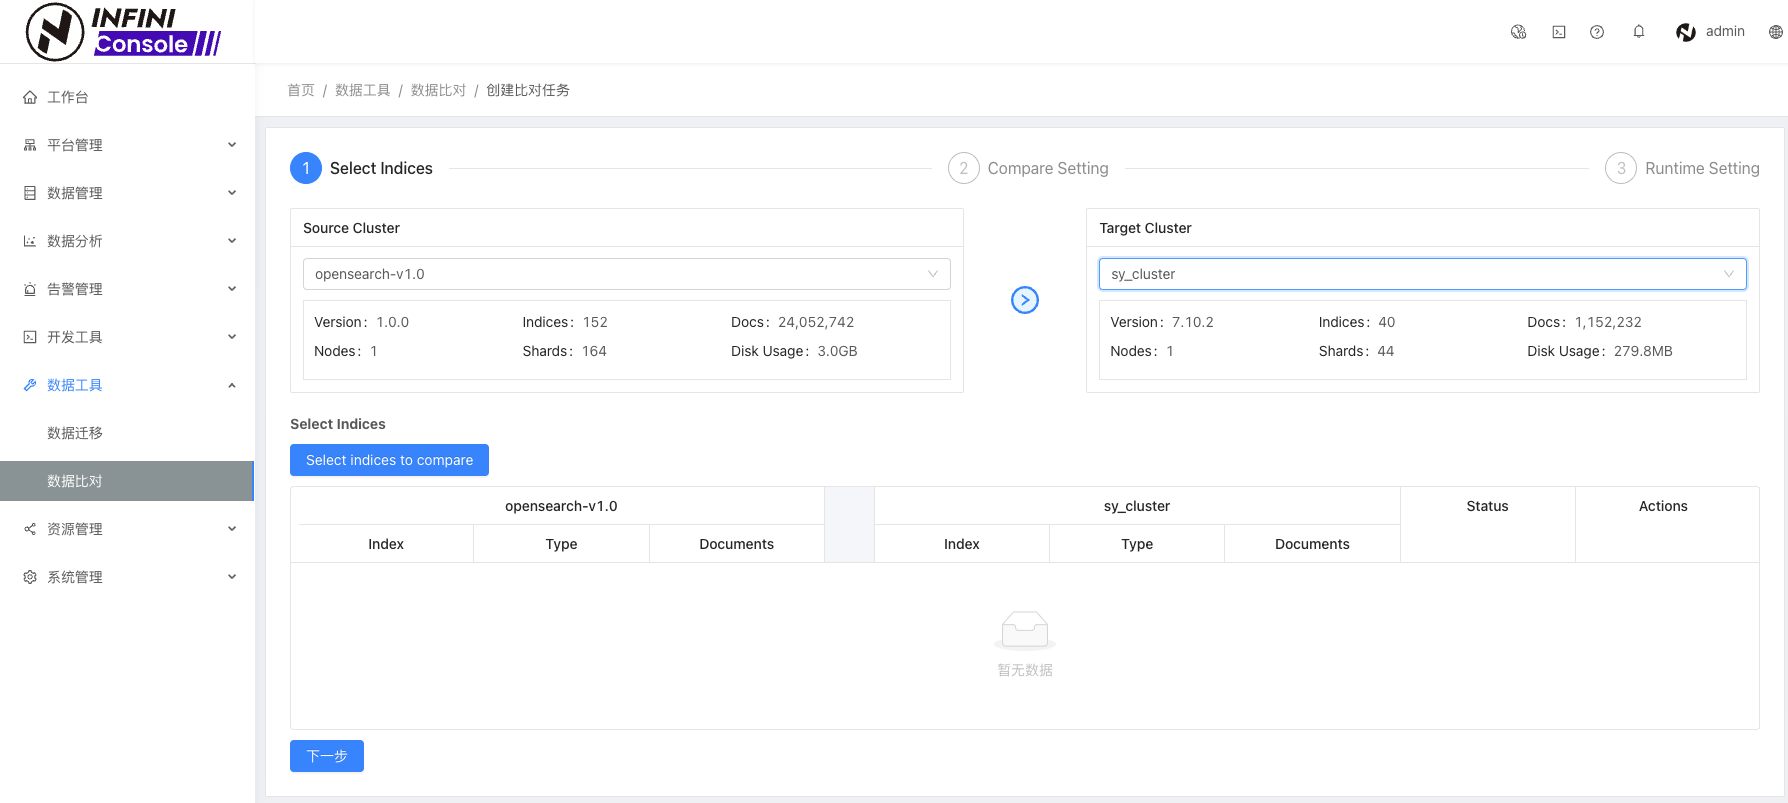 INFINI
Console
admin
工作台
平台管理
数据管理
数据分析
告警管理
开发工具
数据工具
数据迁移
数据比对
资源管理
系统管理
首页 / 数据工具 / 数据比对 / 创建比对任务
1 Select Indices
2 Compare Setting
3 Runtime Setting
Source Cluster
opensearch-v1.0
Version： 1.0.0 Indices： 152 Docs： 24,052,742
Nodes： 1 Shards： 164 Disk Usage： 3.0GB
Target Cluster
sy_cluster
Version： 7.10.2 Indices： 40 Docs： 1,152,232
Nodes： 1 Shards： 44 Disk Usage： 279.8MB
Select Indices
Select indices to compare
opensearch-v1.0 sy_cluster Status Actions
Index Type Documents Index Type Documents
暂无数据
下一步